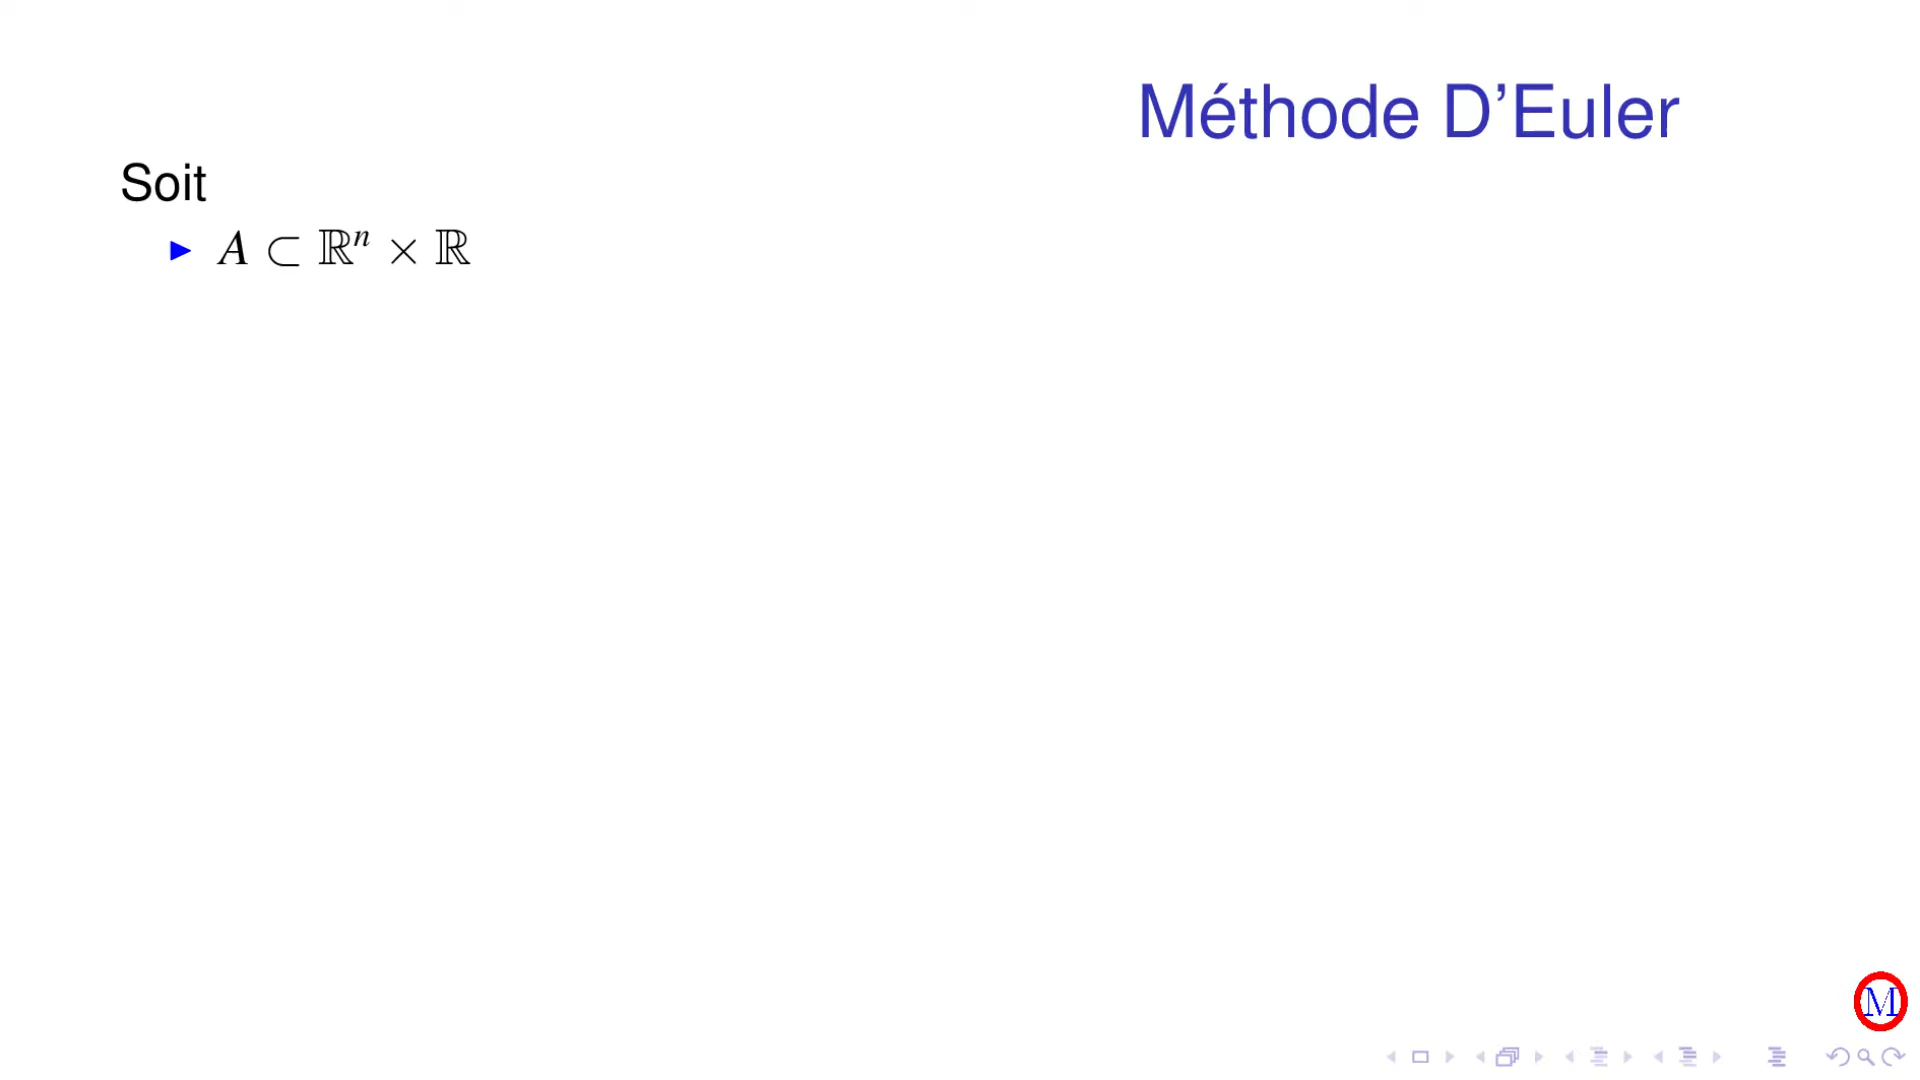 Méthode D'Euler
Soit
▶ A ⊂ ℝⁿ × ℝ
M